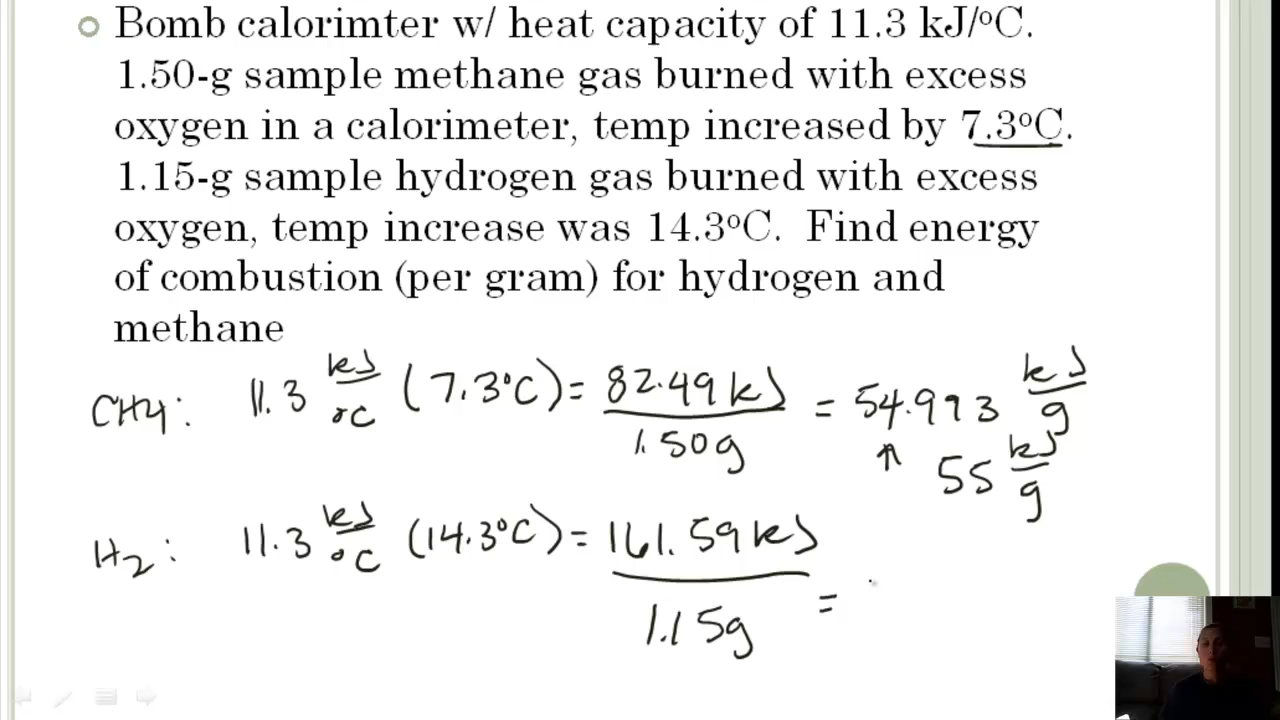 Bomb calorimter w/ heat capacity of 11.3 kJ/ºC.
1.50-g sample methane gas burned with excess
oxygen in a calorimeter, temp increased by 7.3ºC.
1.15-g sample hydrogen gas burned with excess
oxygen, temp increase was 14.3ºC. Find energy
of combustion (per gram) for hydrogen and
methane
CH4: 11.3 kJ/°C (7.3°C) = 82.49 kJ / 1.50g = 54.993 kJ/g
55 kJ/g
H2: 11.3 kJ/°C (14.3°C) = 161.59 kJ / 1.15g =